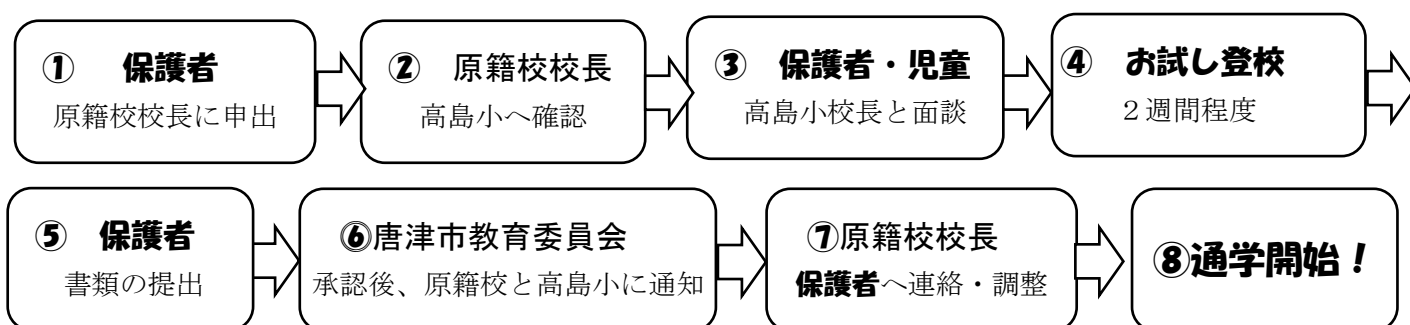 ① 保護者
原籍校校長に申出
② 原籍校校長
高島小へ確認
③ 保護者・児童
高島小校長と面談
④ お試し登校
２週間程度
⑤ 保護者
書類の提出
⑥唐津市教育委員会
承認後、原籍校と高島小に通知
⑦原籍校校長
保護者へ連絡・調整
⑧通学開始！